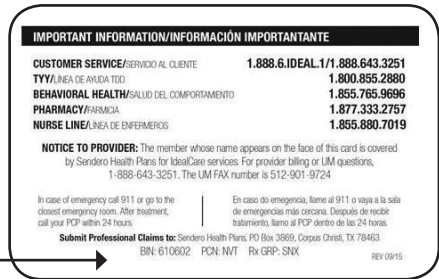 IMPORTANT INFORMATION/INFORMACIÓN IMPORTANTANTE
CUSTOMER SERVICE/SERVICIO AL CLIENTE 1.888.6.IDEAL.1/1.888.643.3251
TYY/LÍNEA DE AYUDA TDD 1.800.855.2880
BEHAVIORAL HEALTH/SALUD DEL COMPORTAMIENTO 1.855.765.9696
PHARMACY/FARMICIA 1.877.333.2757
NURSE LINE/LÍNEA DE ENFERMEROS 1.855.880.7019
NOTICE TO PROVIDER: The member whose name appears on the face of this card is covered
by Sendero Health Plans for IdealCare services. For provider billing or UM questions,
1-888-643-3251. The UM FAX number is 512-901-9724
In case of emergency call 911 or go to the
closest emergency room. After treatment,
call your PCP within 24 hours.
En caso do emegencia, llame al 911 o vaya a la sala
de emergencias más cercana. Después de recibir
tratamiento, llamo al PCP dentro de las 24 horas.
Submit Professional Claims to: Sendero Health Plans, PO Box 3869, Corpus Christi, TX 78463
BIN: 610602 PCN: NVT Rx GRP: SNX
REV 09/15